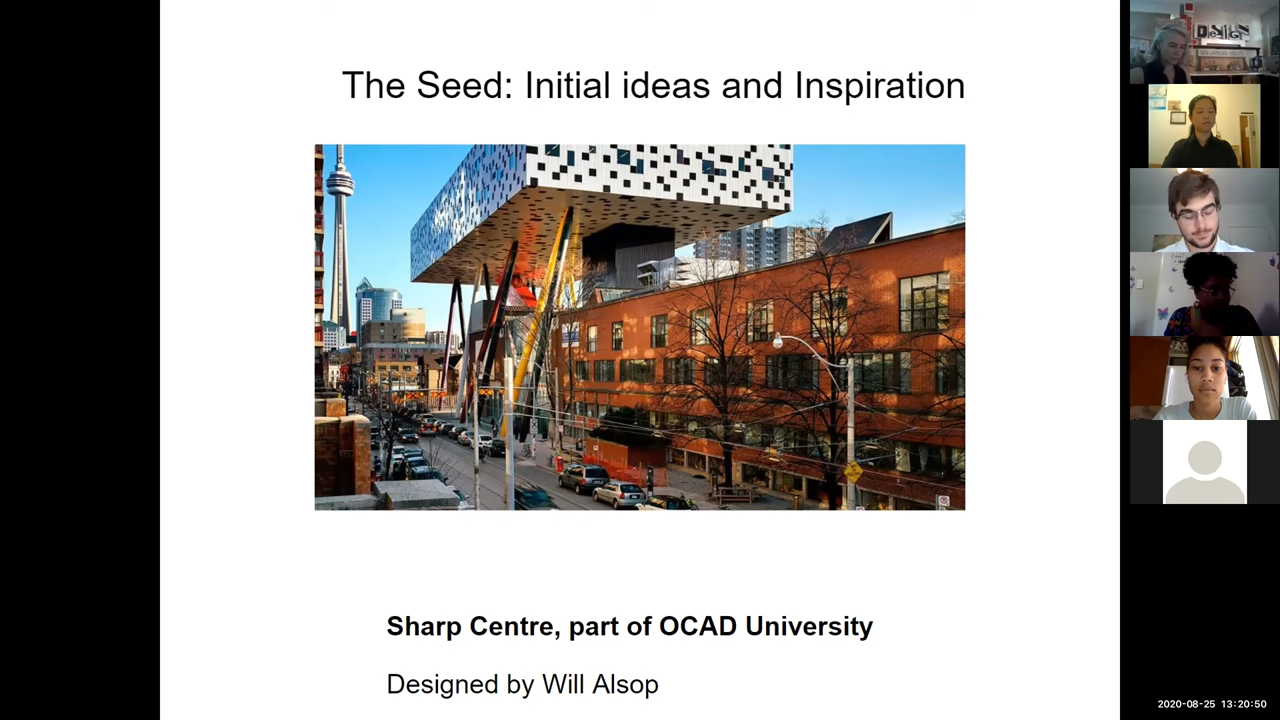 The Seed: Initial ideas and Inspiration
Design
Sharp Centre, part of OCAD University
Designed by Will Alsop
2020-08-25 13:20:50